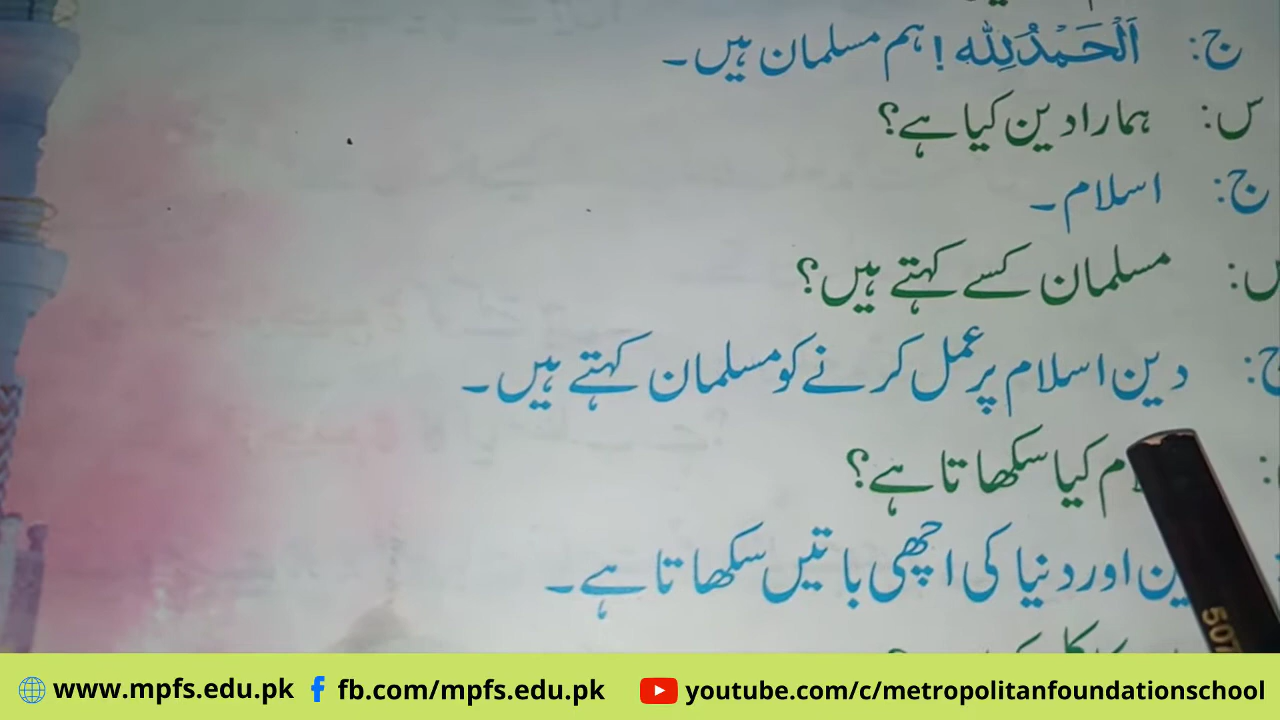 ج: اَلْحَمْدُلِلّٰه! ہم مسلمان ہیں۔
س: ہمارا دین کیا ہے؟
ج: اسلام۔
س: مسلمان کسے کہتے ہیں؟
ج: دین اسلام پر عمل کرنے کو مسلمان کہتے ہیں۔
کیا سکھاتا ہے؟
اور دنیا کی اچھی باتیں سکھاتا ہے۔
507
www.mpfs.edu.pk fb.com/mpfs.edu.pk youtube.com/c/metropolitanfoundationschool